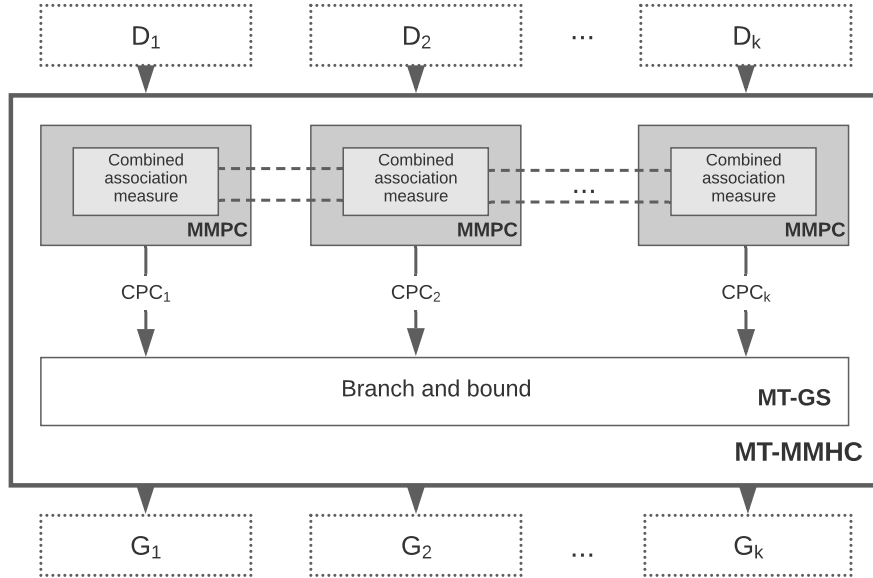 D₁ D₂ ... Dₖ
Combined association measure
Combined association measure
...
Combined association measure
MMPC MMPC MMPC
CPC₁ CPC₂ CPCₖ
Branch and bound
MT-GS
MT-MMHC
G₁ G₂ ... Gₖ